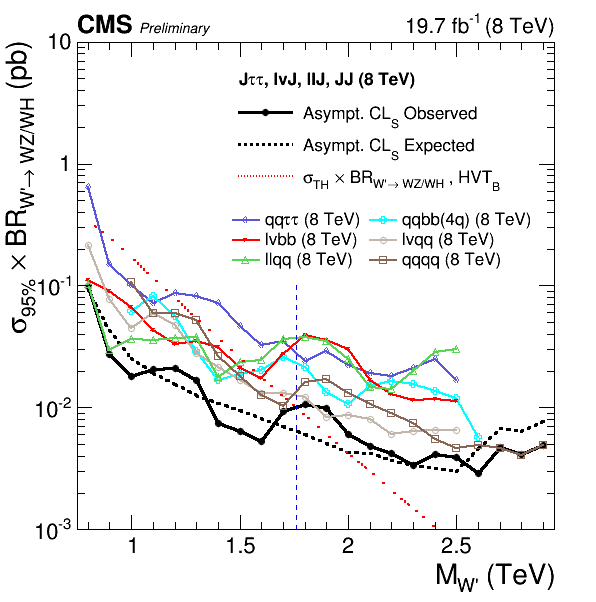 CMS Preliminary 19.7 fb⁻¹ (8 TeV)
σ95% × BRW'→ WZ/WH (pb)
10
1
10⁻¹
10⁻²
10⁻³
Jττ, lνJ, llJ, JJ (8 TeV)
Asympt. CLS Observed
Asympt. CLS Expected
σTH × BRW'→ WZ/WH , HVTB
qqττ (8 TeV) qqbb(4q) (8 TeV)
lvbb (8 TeV) lvqq (8 TeV)
llqq (8 TeV) qqqq (8 TeV)
1 1.5 2 2.5
MW' (TeV)